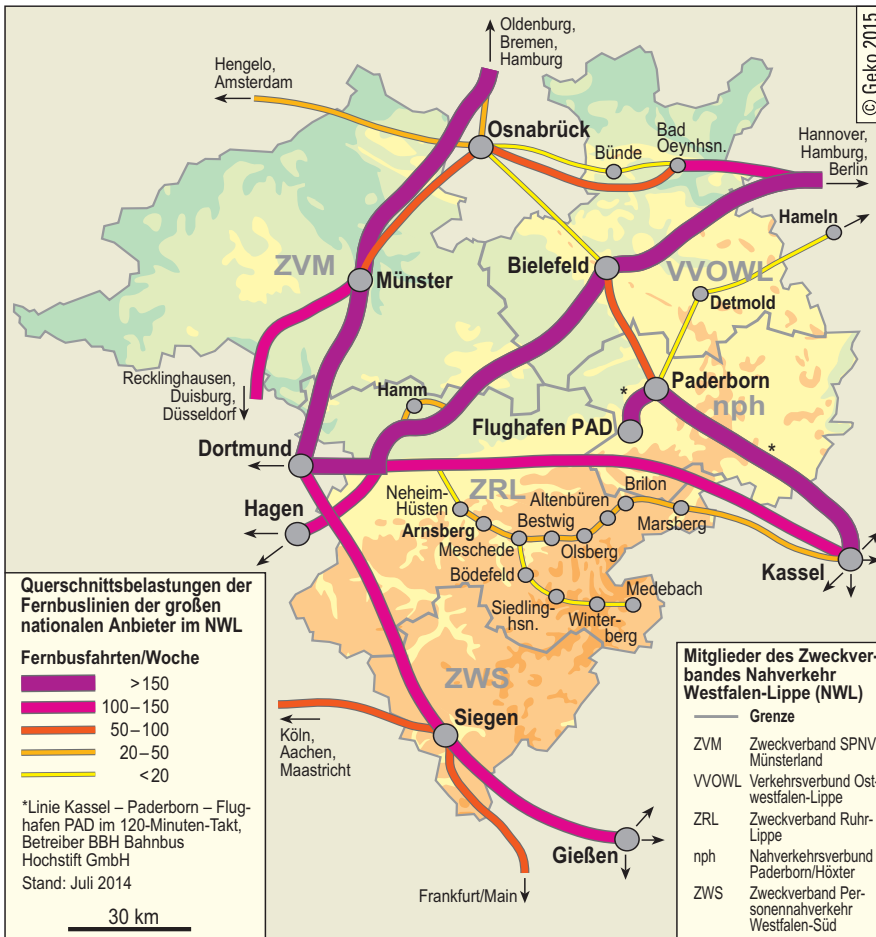 © Geko 2015
Oldenburg,
Bremen,
Hamburg
Hengelo,
Amsterdam
Osnabrück
Bünde
Bad
Oeynhsn.
Hannover,
Hamburg,
Berlin
Hameln
ZVM
Münster
Bielefeld
VVOWL
Detmold
Recklinghausen,
Duisburg,
Düsseldorf
Hamm
Paderborn
nph
*
Flughafen PAD
*
Dortmund
Hagen
ZRL
Neheim-
Hüsten
Arnsberg
Meschede
Bestwig
Altenbüren
Olsberg
Brilon
Marsberg
Kassel
Bödefeld
Siedling-
hsn.
Winter-
berg
Medebach
ZWS
Siegen
Köln,
Aachen,
Maastricht
Gießen
Frankfurt/Main
Querschnittsbelastungen der
Fernbuslinien der großen
nationalen Anbieter im NWL
Fernbusfahrten/Woche
>150
100–150
50–100
20–50
<20
*Linie Kassel – Paderborn – Flug-
hafen PAD im 120-Minuten-Takt,
Betreiber BBH Bahnbus
Hochstift GmbH
Stand: Juli 2014
30 km
Mitglieder des Zweckver-
bandes Nahverkehr
Westfalen-Lippe (NWL)
Grenze
ZVM Zweckverband SPNV
Münsterland
VVOWL Verkehrsverbund Ost-
westfalen-Lippe
ZRL Zweckverband Ruhr-
Lippe
nph Nahverkehrsverbund
Paderborn/Höxter
ZWS Zweckverband Per-
sonennahverkehr
Westfalen-Süd